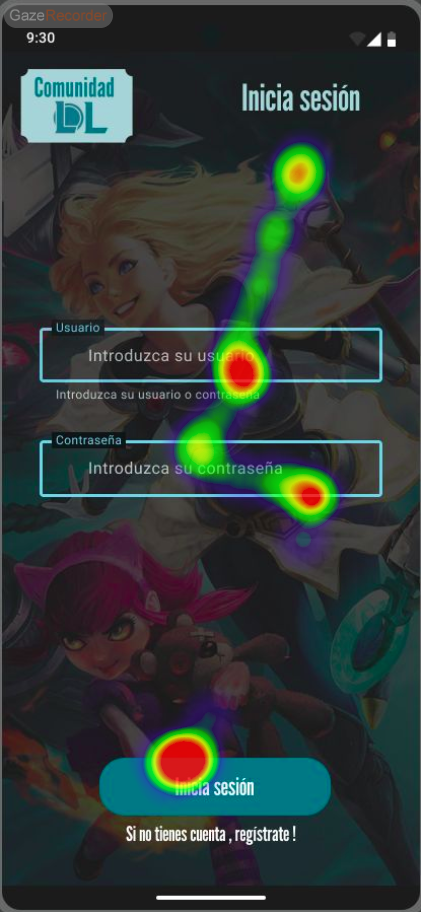 GazeRecorder
9:30
Comunidad
DL
Inicia sesión
Usuario
Introduzca su usuario
Introduzca su usuario o contraseña
Contraseña
Introduzca su contraseña
Inicia sesión
Si no tienes cuenta , regístrate !